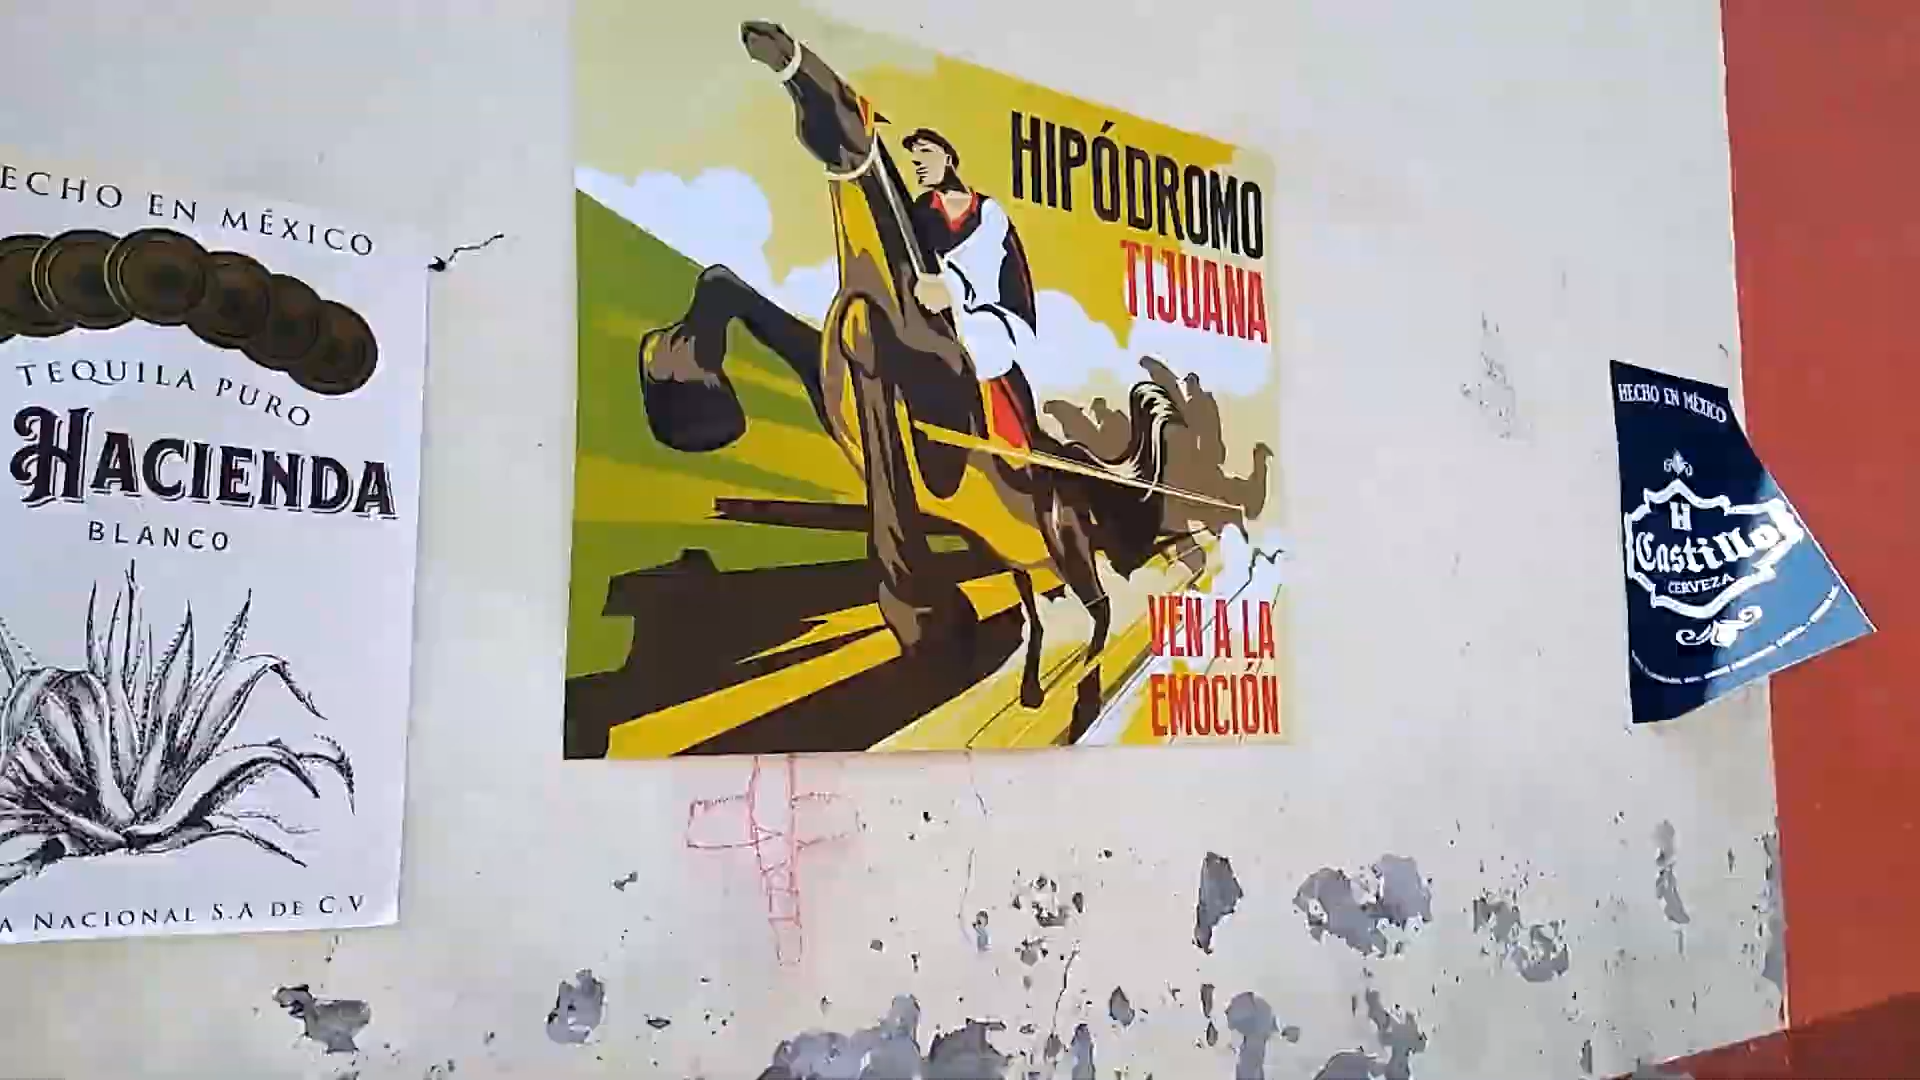 ECHO EN MÉXICO
TEQUILA PURO
HACIENDA
BLANCO
A NACIONAL S.A DE C.V
HIPÓDROMO
TIJUANA
VEN A LA
EMOCIÓN
HECHO EN MÉXICO
H
Castillo
CERVEZA